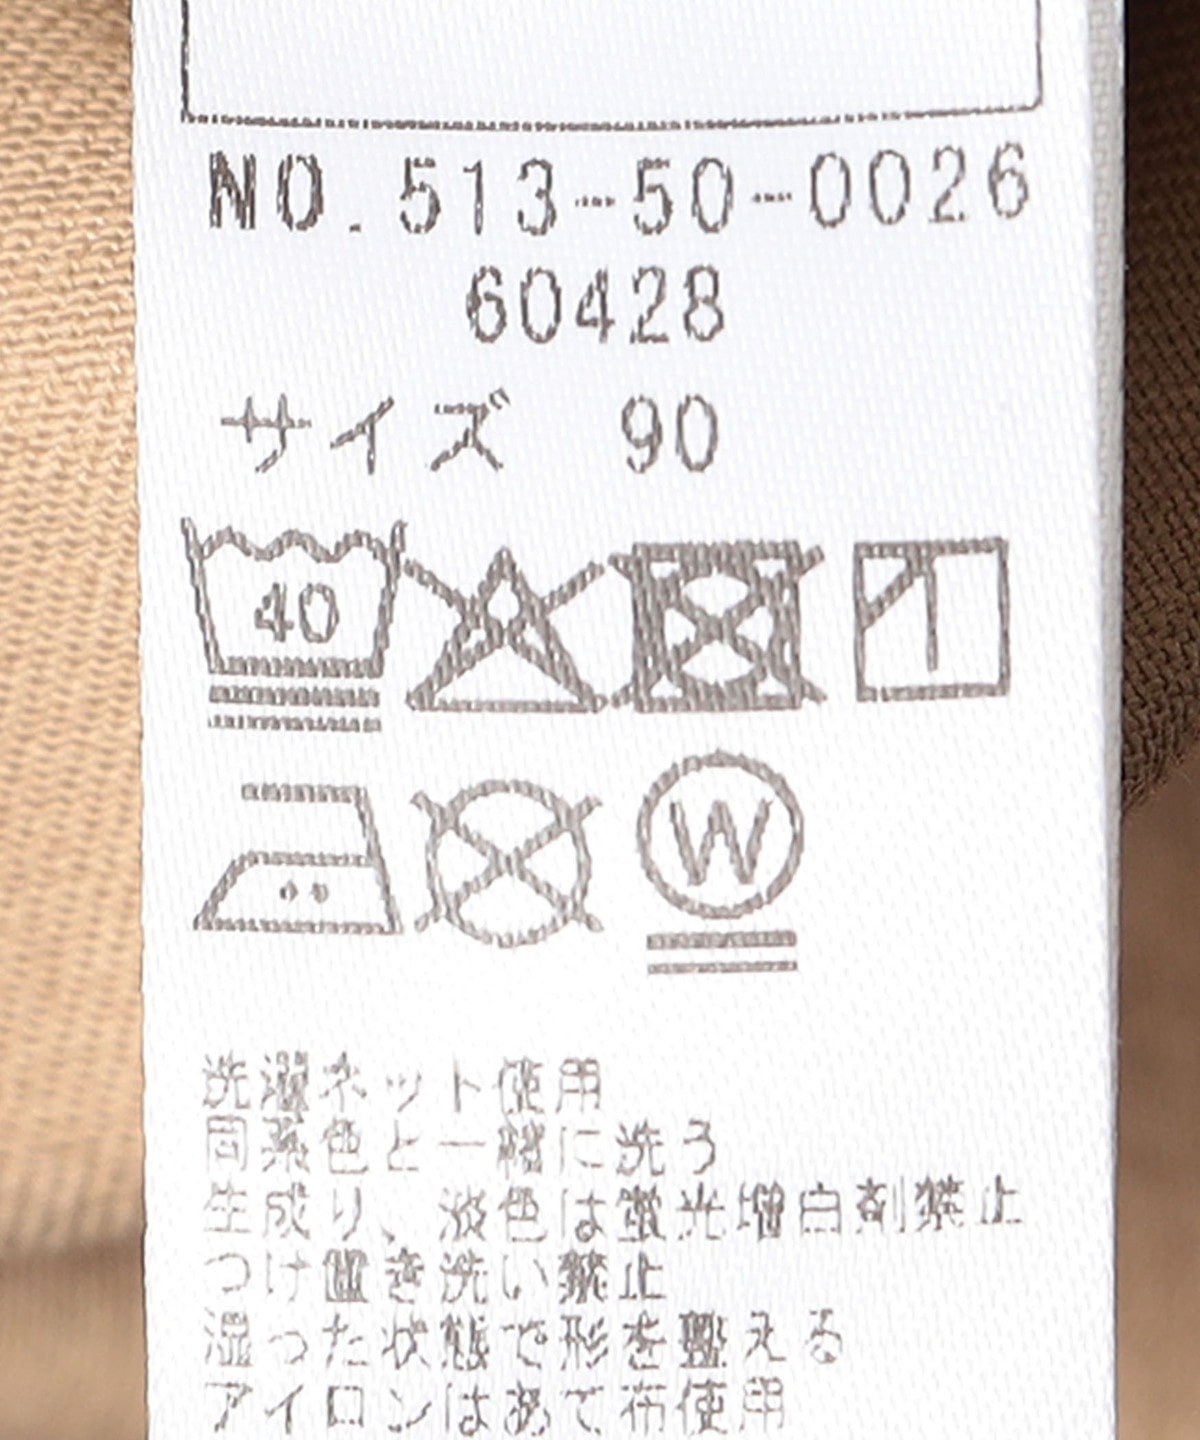 NO.513-50-0026
60428
サイズ 90
40
W
洗濯ネット使用
同系色と一緒に洗う
生成り、淡色は蛍光増白剤禁止
つけ置き洗い禁止
湿った状態で形を整える
アイロンはあて布使用